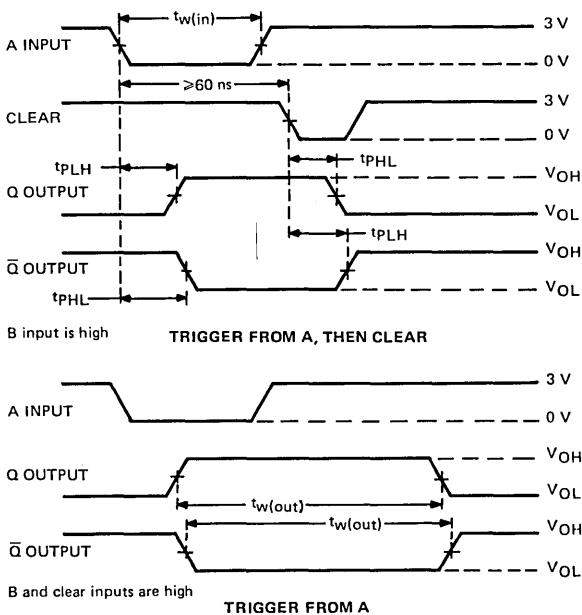 tw(in)
A INPUT
3 V
0 V
≥60 ns
CLEAR
3 V
0 V
tPLH
tPHL
Q OUTPUT
VOH
VOL
tPLH
Q̅ OUTPUT
VOH
VOL
tPHL
B input is high
TRIGGER FROM A, THEN CLEAR
A INPUT
3 V
0 V
Q OUTPUT
VOH
VOL
tw(out)
tw(out)
Q̅ OUTPUT
VOH
VOL
B and clear inputs are high
TRIGGER FROM A